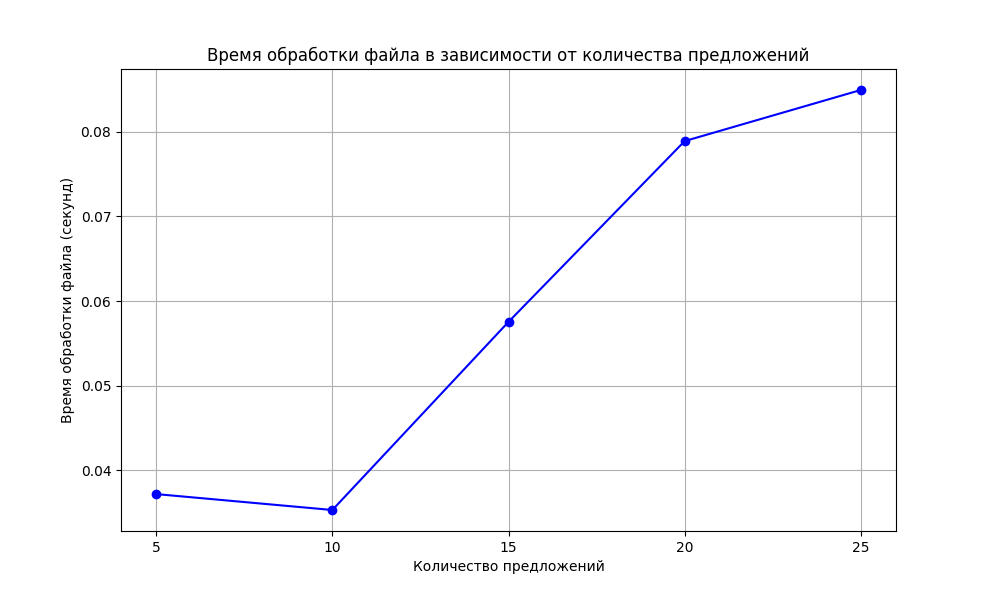 Время обработки файла в зависимости от количества предложений
0.08
0.07
0.06
0.05
0.04
Время обработки файла (секунд)
5 10 15 20 25
Количество предложений